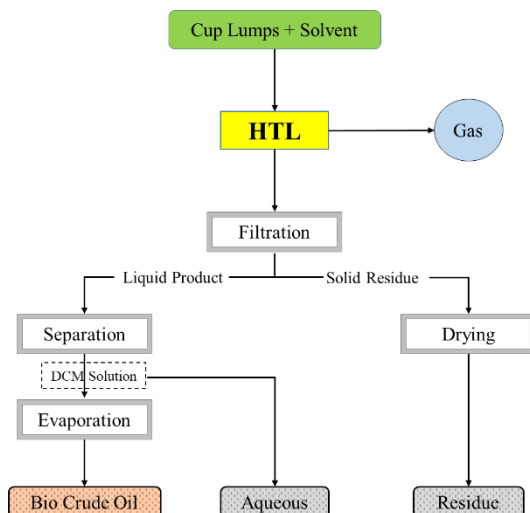 Cup Lumps + Solvent
HTL
Gas
Filtration
Liquid Product
Solid Residue
Separation
Drying
DCM Solution
Evaporation
Bio Crude Oil
Aqueous
Residue